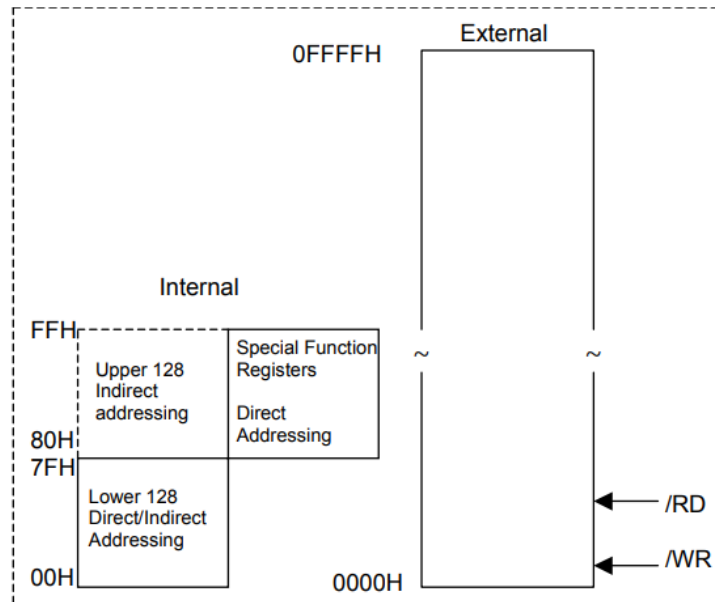 External
0FFFFH
Internal
FFH
Upper 128
Indirect
addressing
Special Function
Registers
Direct
Addressing
~
~
80H
7FH
Lower 128
Direct/Indirect
Addressing
/RD
/WR
00H
0000H